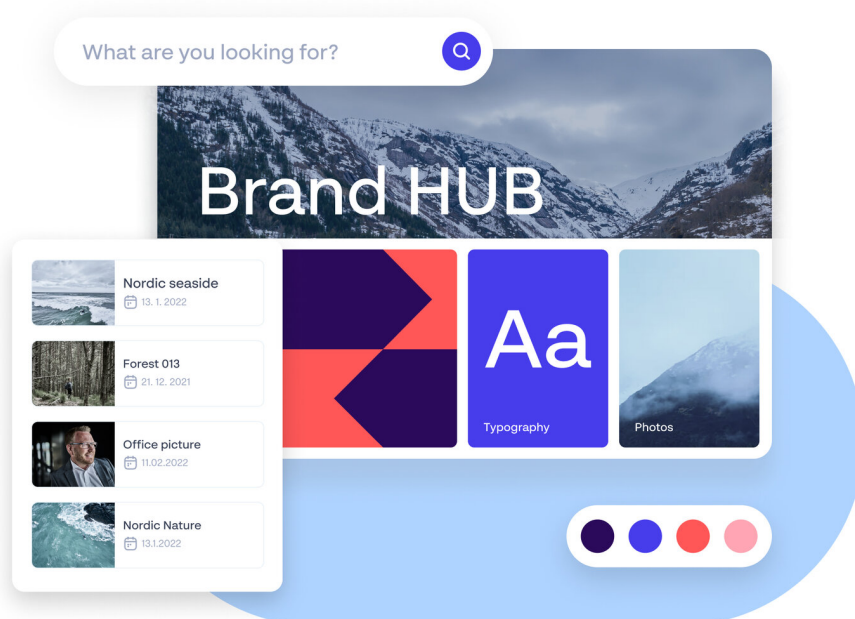 What are you looking for?
Brand HUB
Nordic seaside
13. 1. 2022
Forest 013
21. 12. 2021
Office picture
11.02.2022
Nordic Nature
13.1.2022
Aa
Typography
Photos